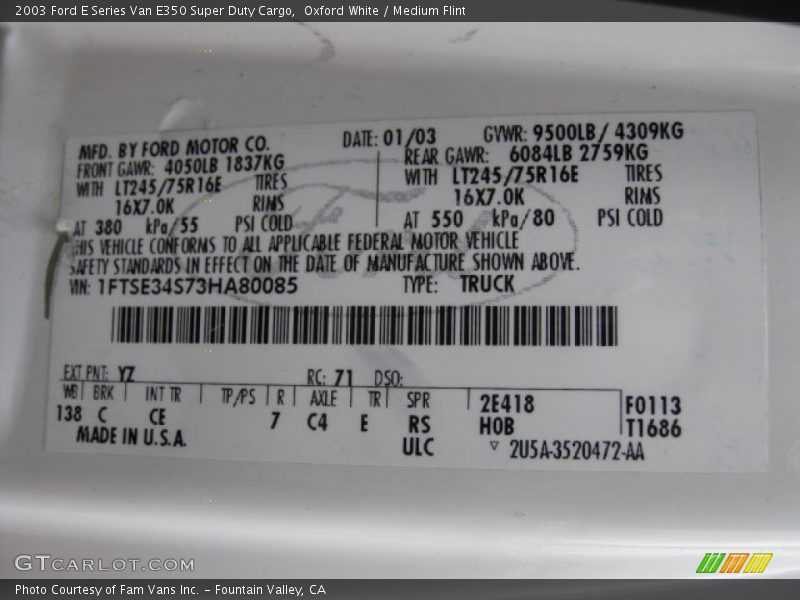 2003 Ford E Series Van E350 Super Duty Cargo, Oxford White / Medium Flint
MFD. BY FORD MOTOR CO. DATE: 01/03 GVWR: 9500LB/ 4309KG
FRONT GAWR: 4050LB 1837KG REAR GAWR: 6084LB 2759KG
WITH LT245/75R16E TIRES WITH LT245/75R16E TIRES
16X7.0K RIMS 16X7.0K RIMS
AT 380 kPa/55 PSI COLD AT 550 kPa/80 PSI COLD
THIS VEHICLE CONFORMS TO ALL APPLICABLE FEDERAL MOTOR VEHICLE
SAFETY STANDARDS IN EFFECT ON THE DATE OF MANUFACTURE SHOWN ABOVE.
VIN: 1FTSE34S73HA80085 TYPE: TRUCK
EXT PNT: YZ RC: 71 DSO:
WB BRK INT TR TP/PS R AXLE TR SPR 2E418 F0113
138 C CE 7 C4 E RS H0B T1686
MADE IN U.S.A. ULC ▽ 2U5A-3520472-AA
GTCARLOT.COM
Photo Courtesy of Fam Vans Inc. - Fountain Valley, CA